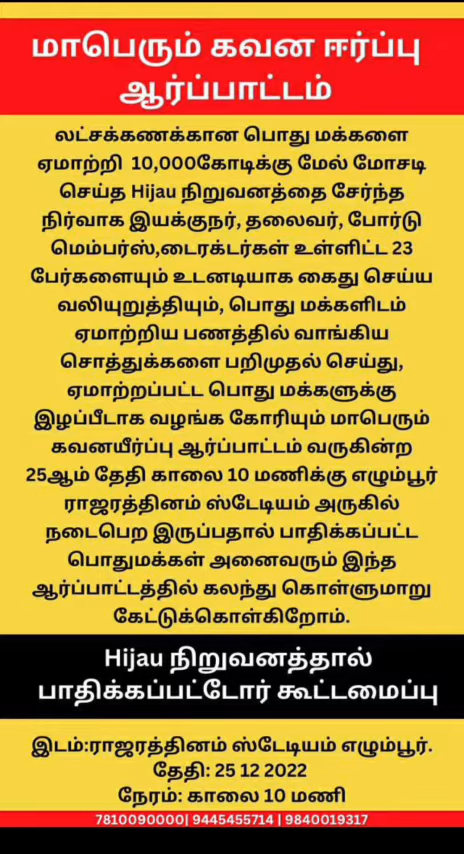 மாபெரும் கவன ஈர்ப்பு
ஆர்ப்பாட்டம்
லட்சக்கணக்கான பொது மக்களை
ஏமாற்றி 10,000கோடிக்கு மேல் மோசடி
செய்த Hijau நிறுவனத்தை சேர்ந்த
நிர்வாக இயக்குநர், தலைவர், போர்டு
மெம்பர்ஸ்,டைரக்டர்கள் உள்ளிட்ட 23
பேர்களையும் உடனடியாக கைது செய்ய
வலியுறுத்தியும், பொது மக்களிடம்
ஏமாற்றிய பணத்தில் வாங்கிய
சொத்துக்களை பறிமுதல் செய்து,
ஏமாற்றப்பட்ட பொது மக்களுக்கு
இழப்பீடாக வழங்க கோரியும் மாபெரும்
கவனயீர்ப்பு ஆர்ப்பாட்டம் வருகின்ற
25ஆம் தேதி காலை 10 மணிக்கு எழும்பூர்
ராஜரத்தினம் ஸ்டேடியம் அருகில்
நடைபெற இருப்பதால் பாதிக்கப்பட்ட
பொதுமக்கள் அனைவரும் இந்த
ஆர்ப்பாட்டத்தில் கலந்து கொள்ளுமாறு
கேட்டுக்கொள்கிறோம்.
Hijau நிறுவனத்தால்
பாதிக்கப்பட்டோர் கூட்டமைப்பு
இடம்:ராஜரத்தினம் ஸ்டேடியம் எழும்பூர்.
தேதி: 25 12 2022
நேரம்: காலை 10 மணி
7810090000| 9445455714 | 9840019317